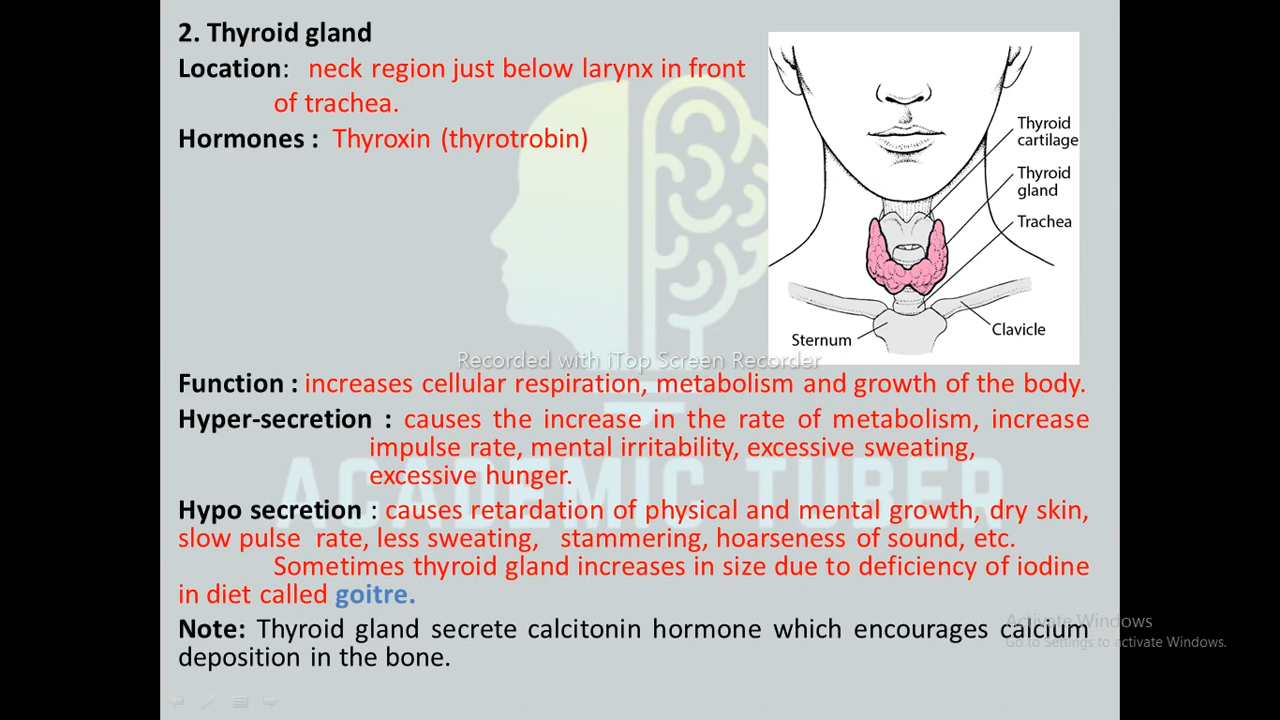 2. Thyroid gland
Location: neck region just below larynx in front
of trachea.
Hormones : Thyroxin (thyrotrobin)
Thyroid
cartilage
Thyroid
gland
Trachea
Clavicle
Sternum
Recorded with iTop Screen Recorder
Function : increases cellular respiration, metabolism and growth of the body.
Hyper-secretion : causes the increase in the rate of metabolism, increase
impulse rate, mental irritability, excessive sweating,
excessive hunger.
ACADEMIC TUBER
Hypo secretion : causes retardation of physical and mental growth, dry skin,
slow pulse rate, less sweating, stammering, hoarseness of sound, etc.
Sometimes thyroid gland increases in size due to deficiency of iodine
in diet called goitre.
Note: Thyroid gland secrete calcitonin hormone which encourages calcium
deposition in the bone.
Activate Windows
Go to Settings to activate Windows.